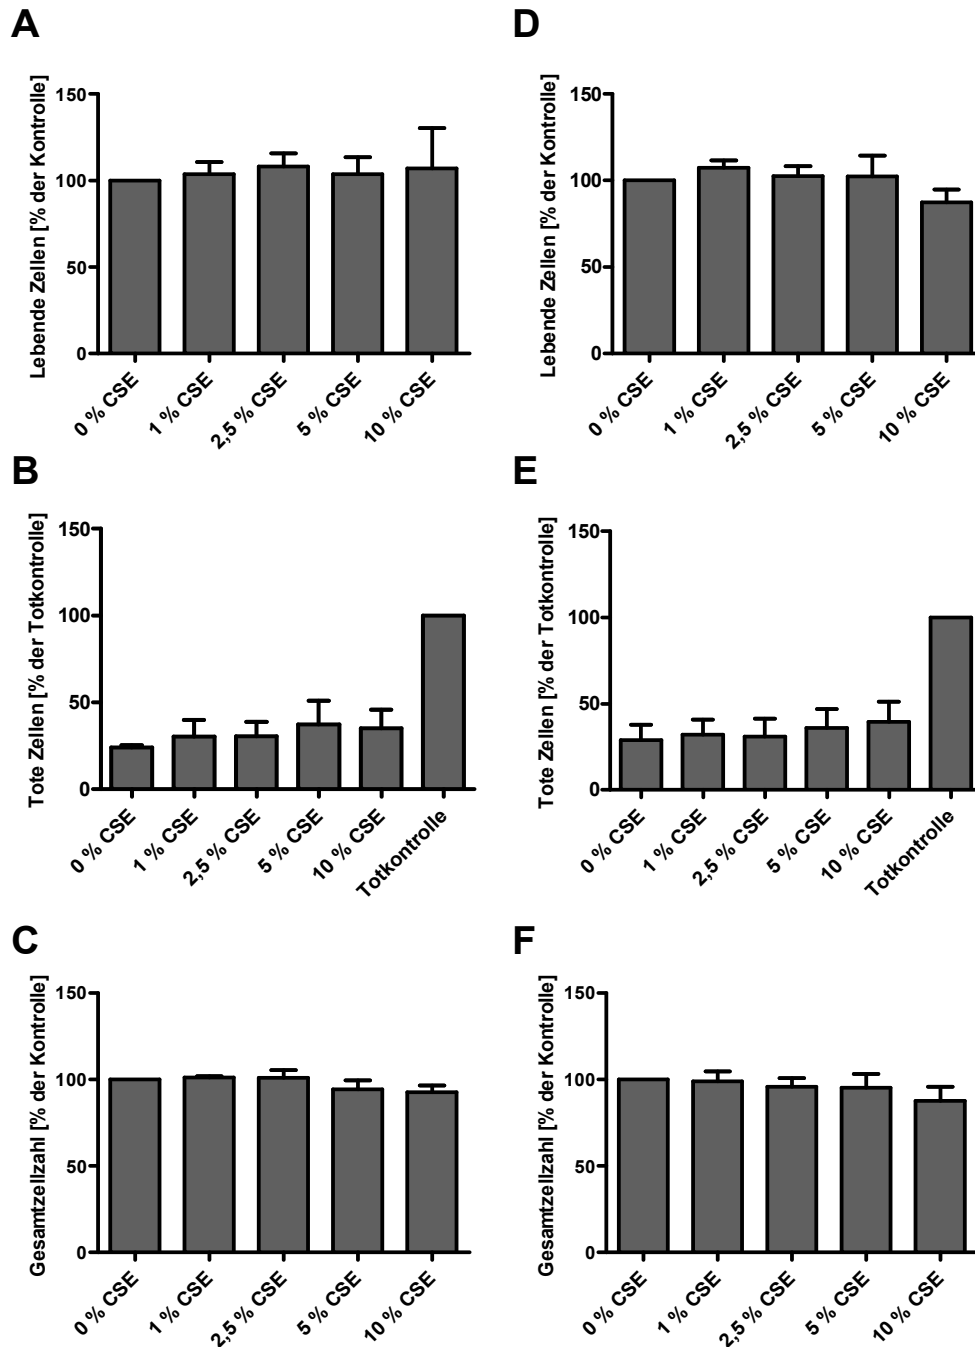 A
Lebende Zellen [% der Kontrolle]
150
100
50
0
0 % CSE
1 % CSE
2,5 % CSE
5 % CSE
10 % CSE
D
Lebende Zellen [% der Kontrolle]
150
100
50
0
0 % CSE
1 % CSE
2,5 % CSE
5 % CSE
10 % CSE
B
Tote Zellen [% der Totkontrolle]
150
100
50
0
0 % CSE
1 % CSE
2,5 % CSE
5 % CSE
10 % CSE
Totkontrolle
E
Tote Zellen [% der Totkontrolle]
150
100
50
0
0 % CSE
1 % CSE
2,5 % CSE
5 % CSE
10 % CSE
Totkontrolle
C
Gesamtzellzahl [% der Kontrolle]
150
100
50
0
0 % CSE
1 % CSE
2,5 % CSE
5 % CSE
10 % CSE
F
Gesamtzellzahl [% der Kontrolle]
150
100
50
0
0 % CSE
1 % CSE
2,5 % CSE
5 % CSE
10 % CSE